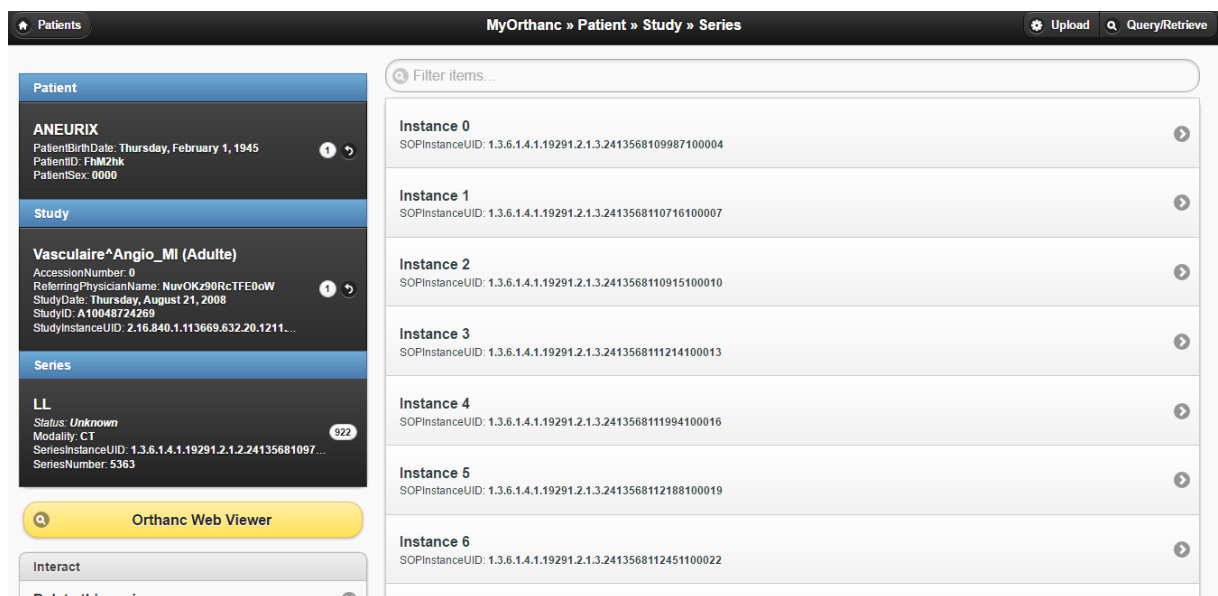 Patients
MyOrthanc » Patient » Study » Series
Upload
Query/Retrieve
Patient
ANEURIX
PatientBirthDate: Thursday, February 1, 1945
PatientID: FhM2hk
PatientSex: 0000
1
Study
Vasculaire^Angio_MI (Adulte)
AccessionNumber: 0
ReferringPhysicianName: NuvOKz90RcTFE0oW
StudyDate: Thursday, August 21, 2008
StudyID: A10048724269
StudyInstanceUID: 2.16.840.1.113669.632.20.1211....
1
Series
LL
Status: Unknown
Modality: CT
SeriesInstanceUID: 1.3.6.1.4.1.19291.2.1.2.24135681097...
SeriesNumber: 5363
922
Orthanc Web Viewer
Interact
Filter items...
Instance 0
SOPInstanceUID: 1.3.6.1.4.1.19291.2.1.3.2413568109987100004
Instance 1
SOPInstanceUID: 1.3.6.1.4.1.19291.2.1.3.2413568110716100007
Instance 2
SOPInstanceUID: 1.3.6.1.4.1.19291.2.1.3.2413568110915100010
Instance 3
SOPInstanceUID: 1.3.6.1.4.1.19291.2.1.3.2413568111214100013
Instance 4
SOPInstanceUID: 1.3.6.1.4.1.19291.2.1.3.2413568111994100016
Instance 5
SOPInstanceUID: 1.3.6.1.4.1.19291.2.1.3.2413568112188100019
Instance 6
SOPInstanceUID: 1.3.6.1.4.1.19291.2.1.3.2413568112451100022